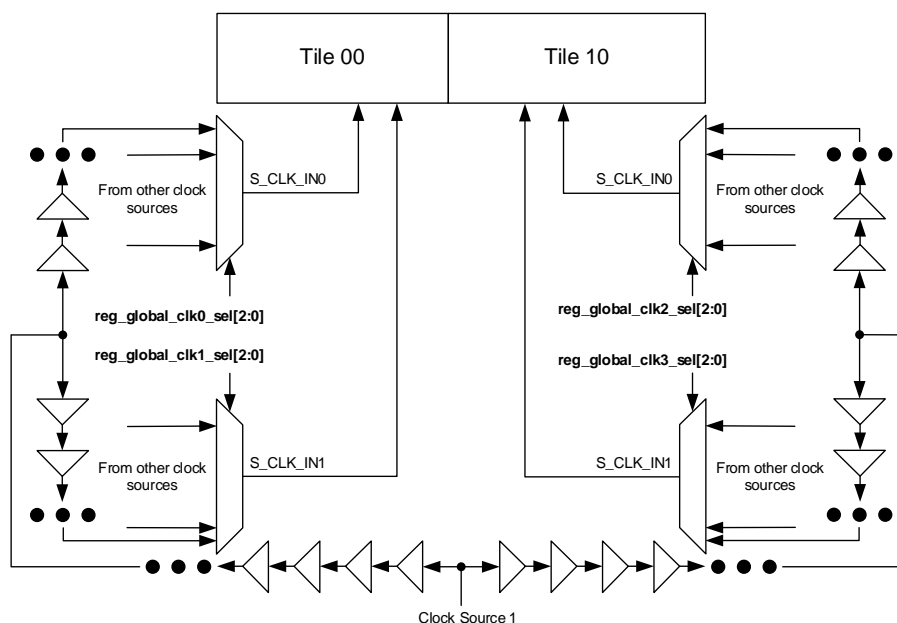 Tile 00
Tile 10
S_CLK_IN0
S_CLK_IN0
From other clock
sources
From other clock
sources
reg_global_clk0_sel[2:0]
reg_global_clk2_sel[2:0]
reg_global_clk1_sel[2:0]
reg_global_clk3_sel[2:0]
S_CLK_IN1
S_CLK_IN1
From other clock
sources
From other clock
sources
Clock Source 1